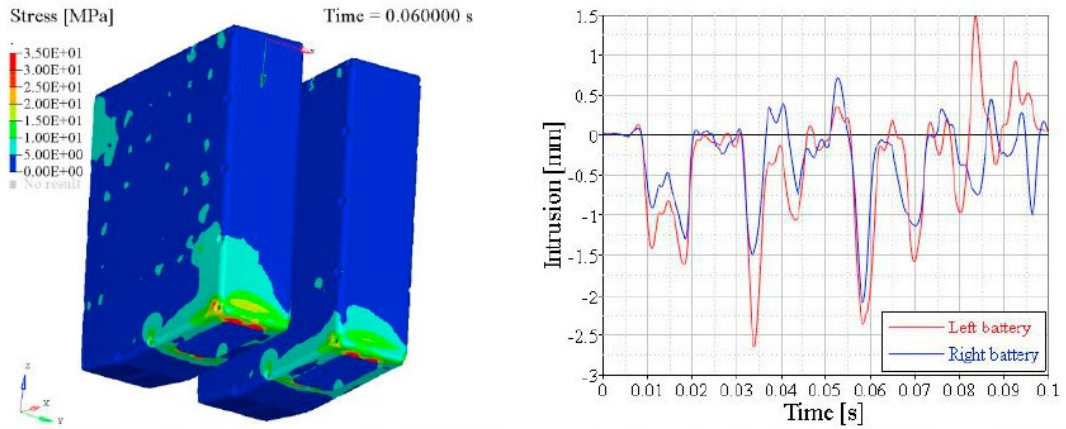 Stress [MPa]
Time = 0.060000 s
3.50E+01
3.00E+01
2.50E+01
2.00E+01
1.50E+01
1.00E+01
5.00E+00
0.00E+00
No result
X
Z
X
Y
Intrusion [mm]
1.5
0.5
0
-0.5
-1
-1.5
-2
-2.5
-3
Left battery
Right battery
0 0.01 0.02 0.03 0.04 0.05 0.06 0.07 0.08 0.09 0.1
Time [s]